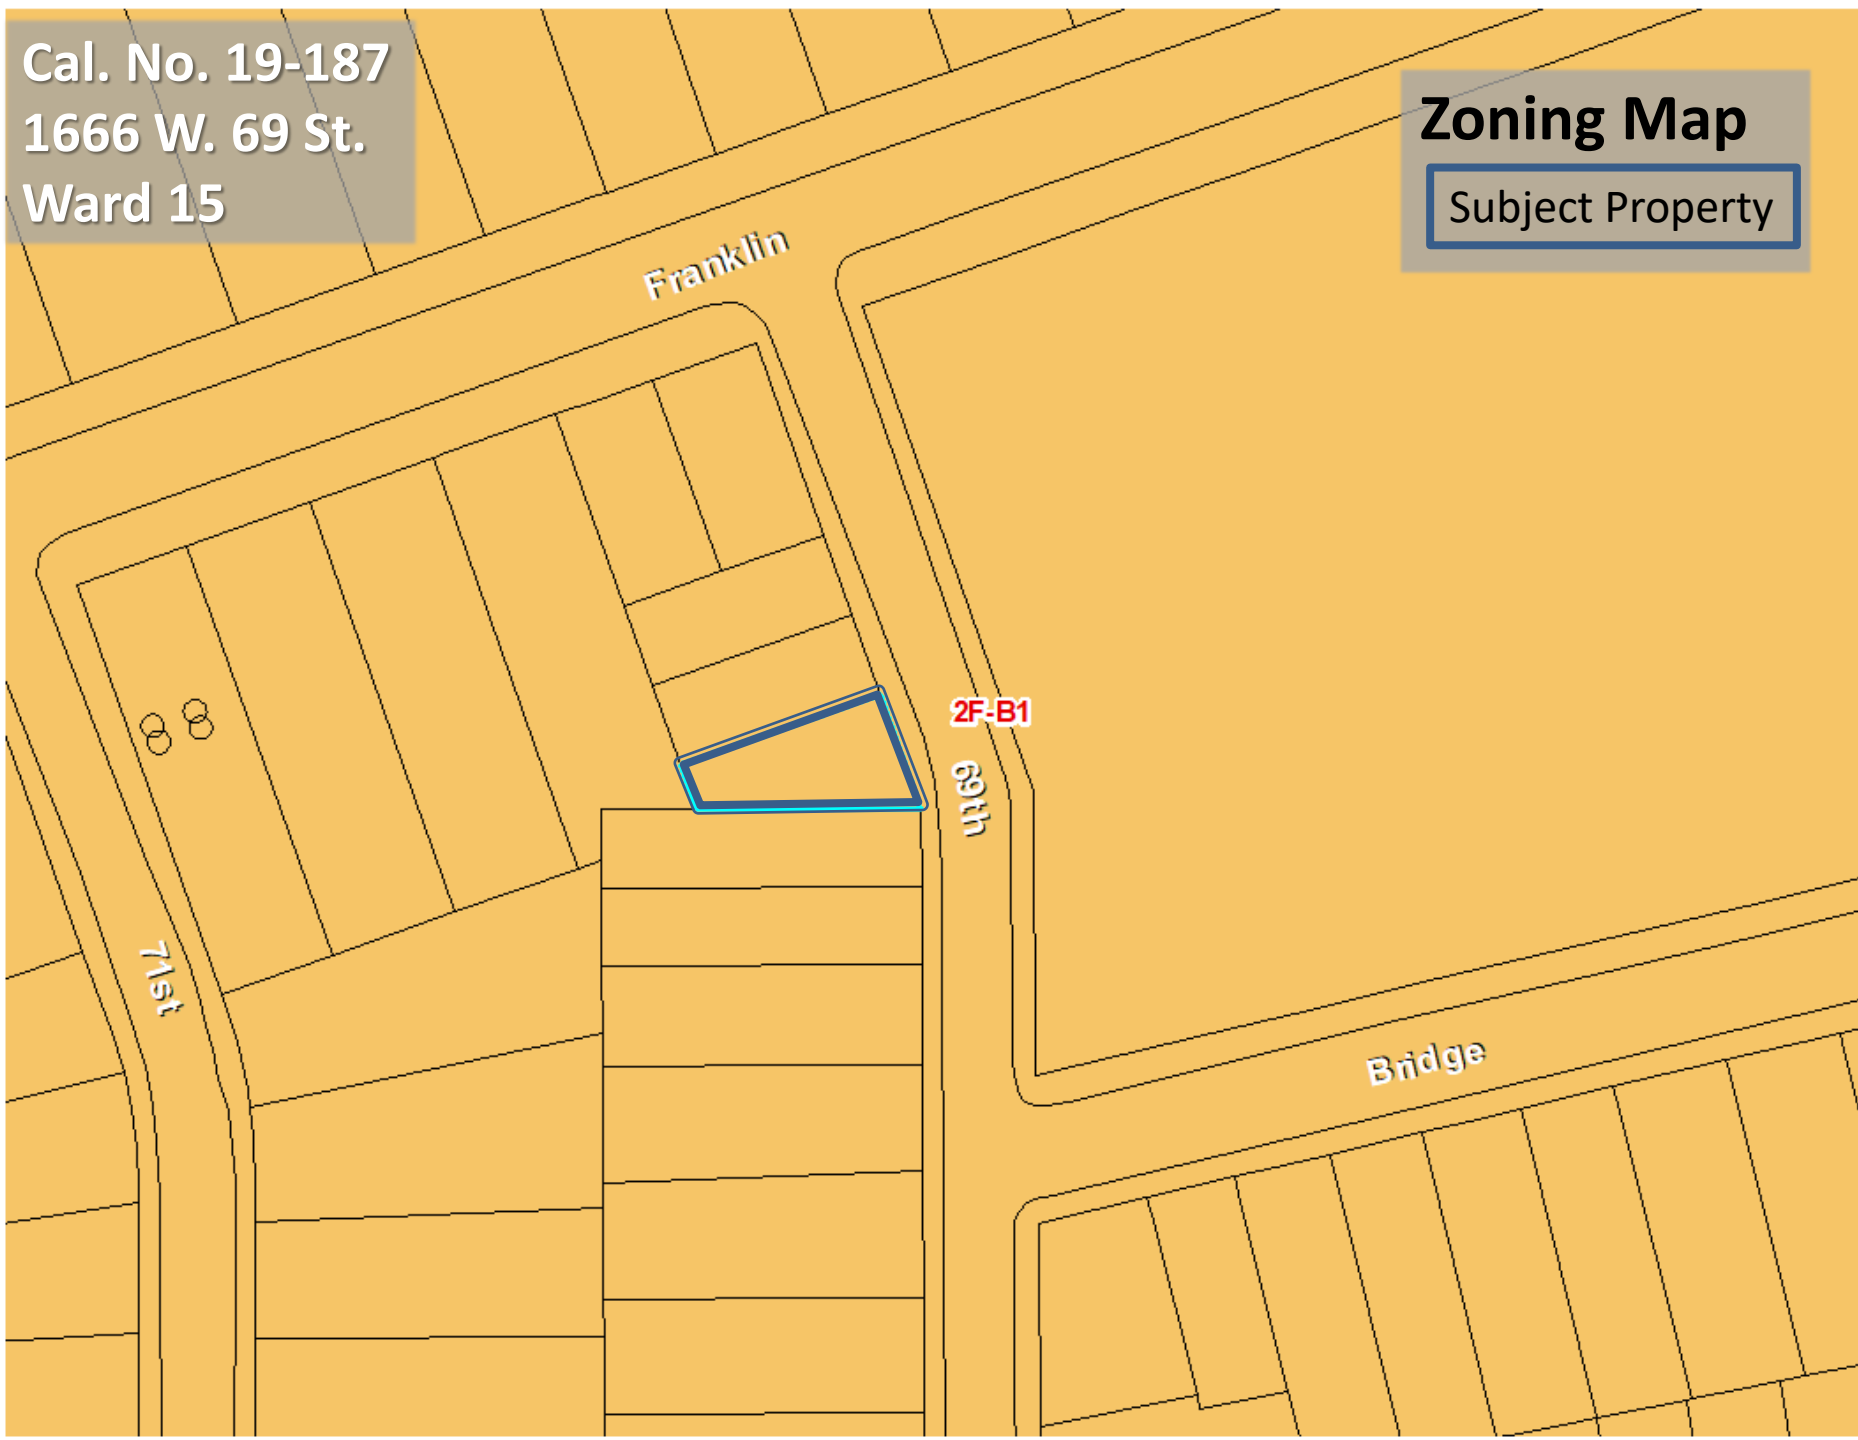 Cal. No. 19-187
1666 W. 69 St.
Ward 15
Zoning Map
Subject Property
Franklin
2F-B1
69th
71st
Bridge